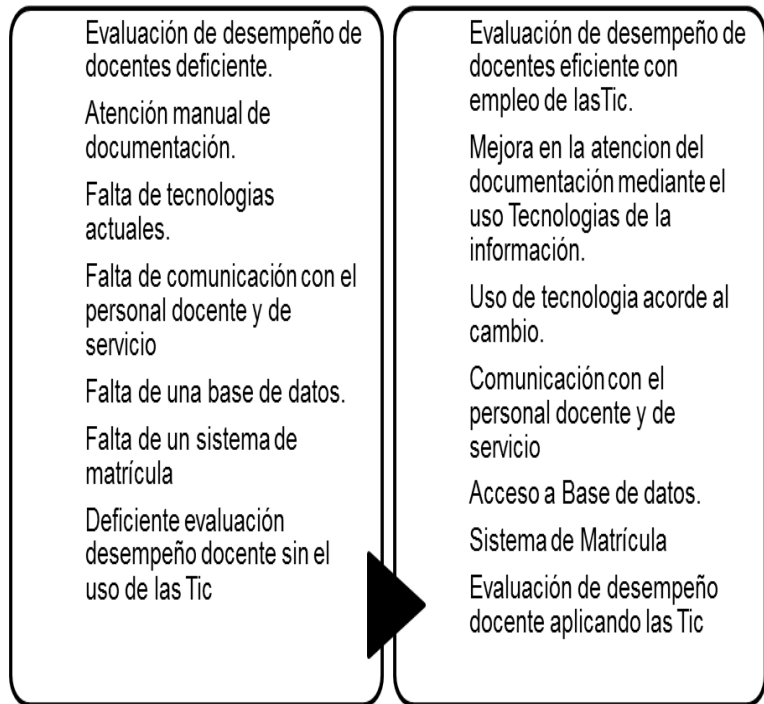 Evaluación de desempeño de
docentes deficiente.
Atención manual de
documentación.
Falta de tecnologias
actuales.
Falta de comunicación con el
personal docente y de
servicio
Falta de una base de datos.
Falta de un sistema de
matrícula
Deficiente evaluación
desempeño docente sin el
uso de las Tic
Evaluación de desempeño de
docentes eficiente con
empleo de lasTic.
Mejora en la atencion del
documentación mediante el
uso Tecnologias de la
información.
Uso de tecnologia acorde al
cambio.
Comunicación con el
personal docente y de
servicio
Acceso a Base de datos.
Sistema de Matrícula
Evaluación de desempeño
docente aplicando las Tic